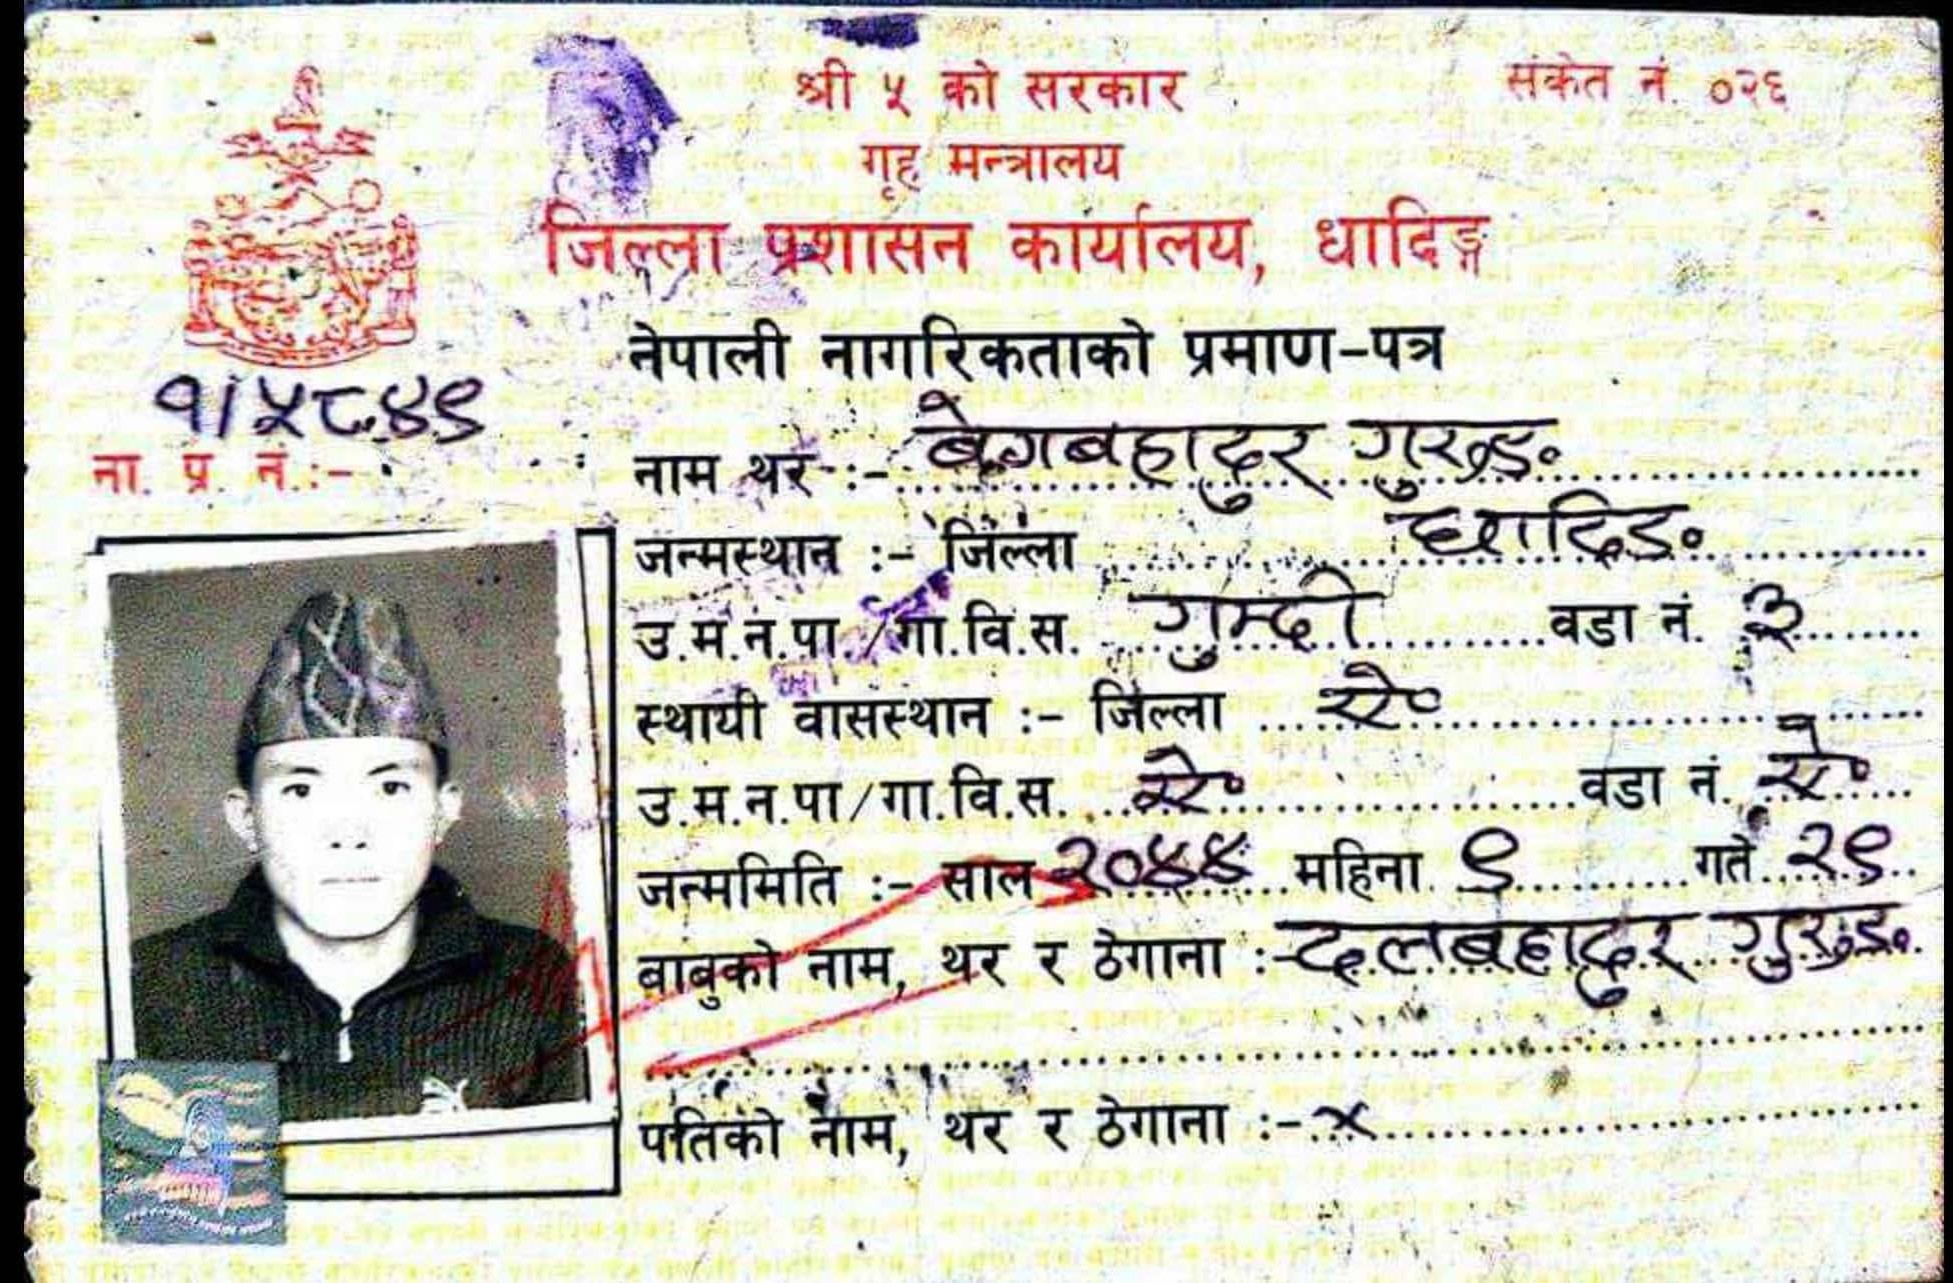 श्री ५ को सरकार
संकेत नं. ०२६
गृह मन्त्रालय
जिल्ला प्रशासन कार्यालय, धादिङ्ग
नेपाली नागरिकताको प्रमाण-पत्र
१/५८४९
ना. प्र. नं.:-
नाम थर :- बेगबहादुर गुरुङ
जन्मस्थान :- जिल्ला धादिङ
उ.म.न.पा./गा.वि.स. गुम्दी वडा नं. ३
स्थायी वासस्थान :- जिल्ला ऐ०
उ.म.न.पा/गा.वि.स. ऐ० वडा नं. ऐ०
जन्ममिति :- साल २०४४ महिना ९ गते २९
बाबुको नाम, थर र ठेगाना :- दलबहादुर गुरुङ
पतिको नाम, थर र ठेगाना :- x